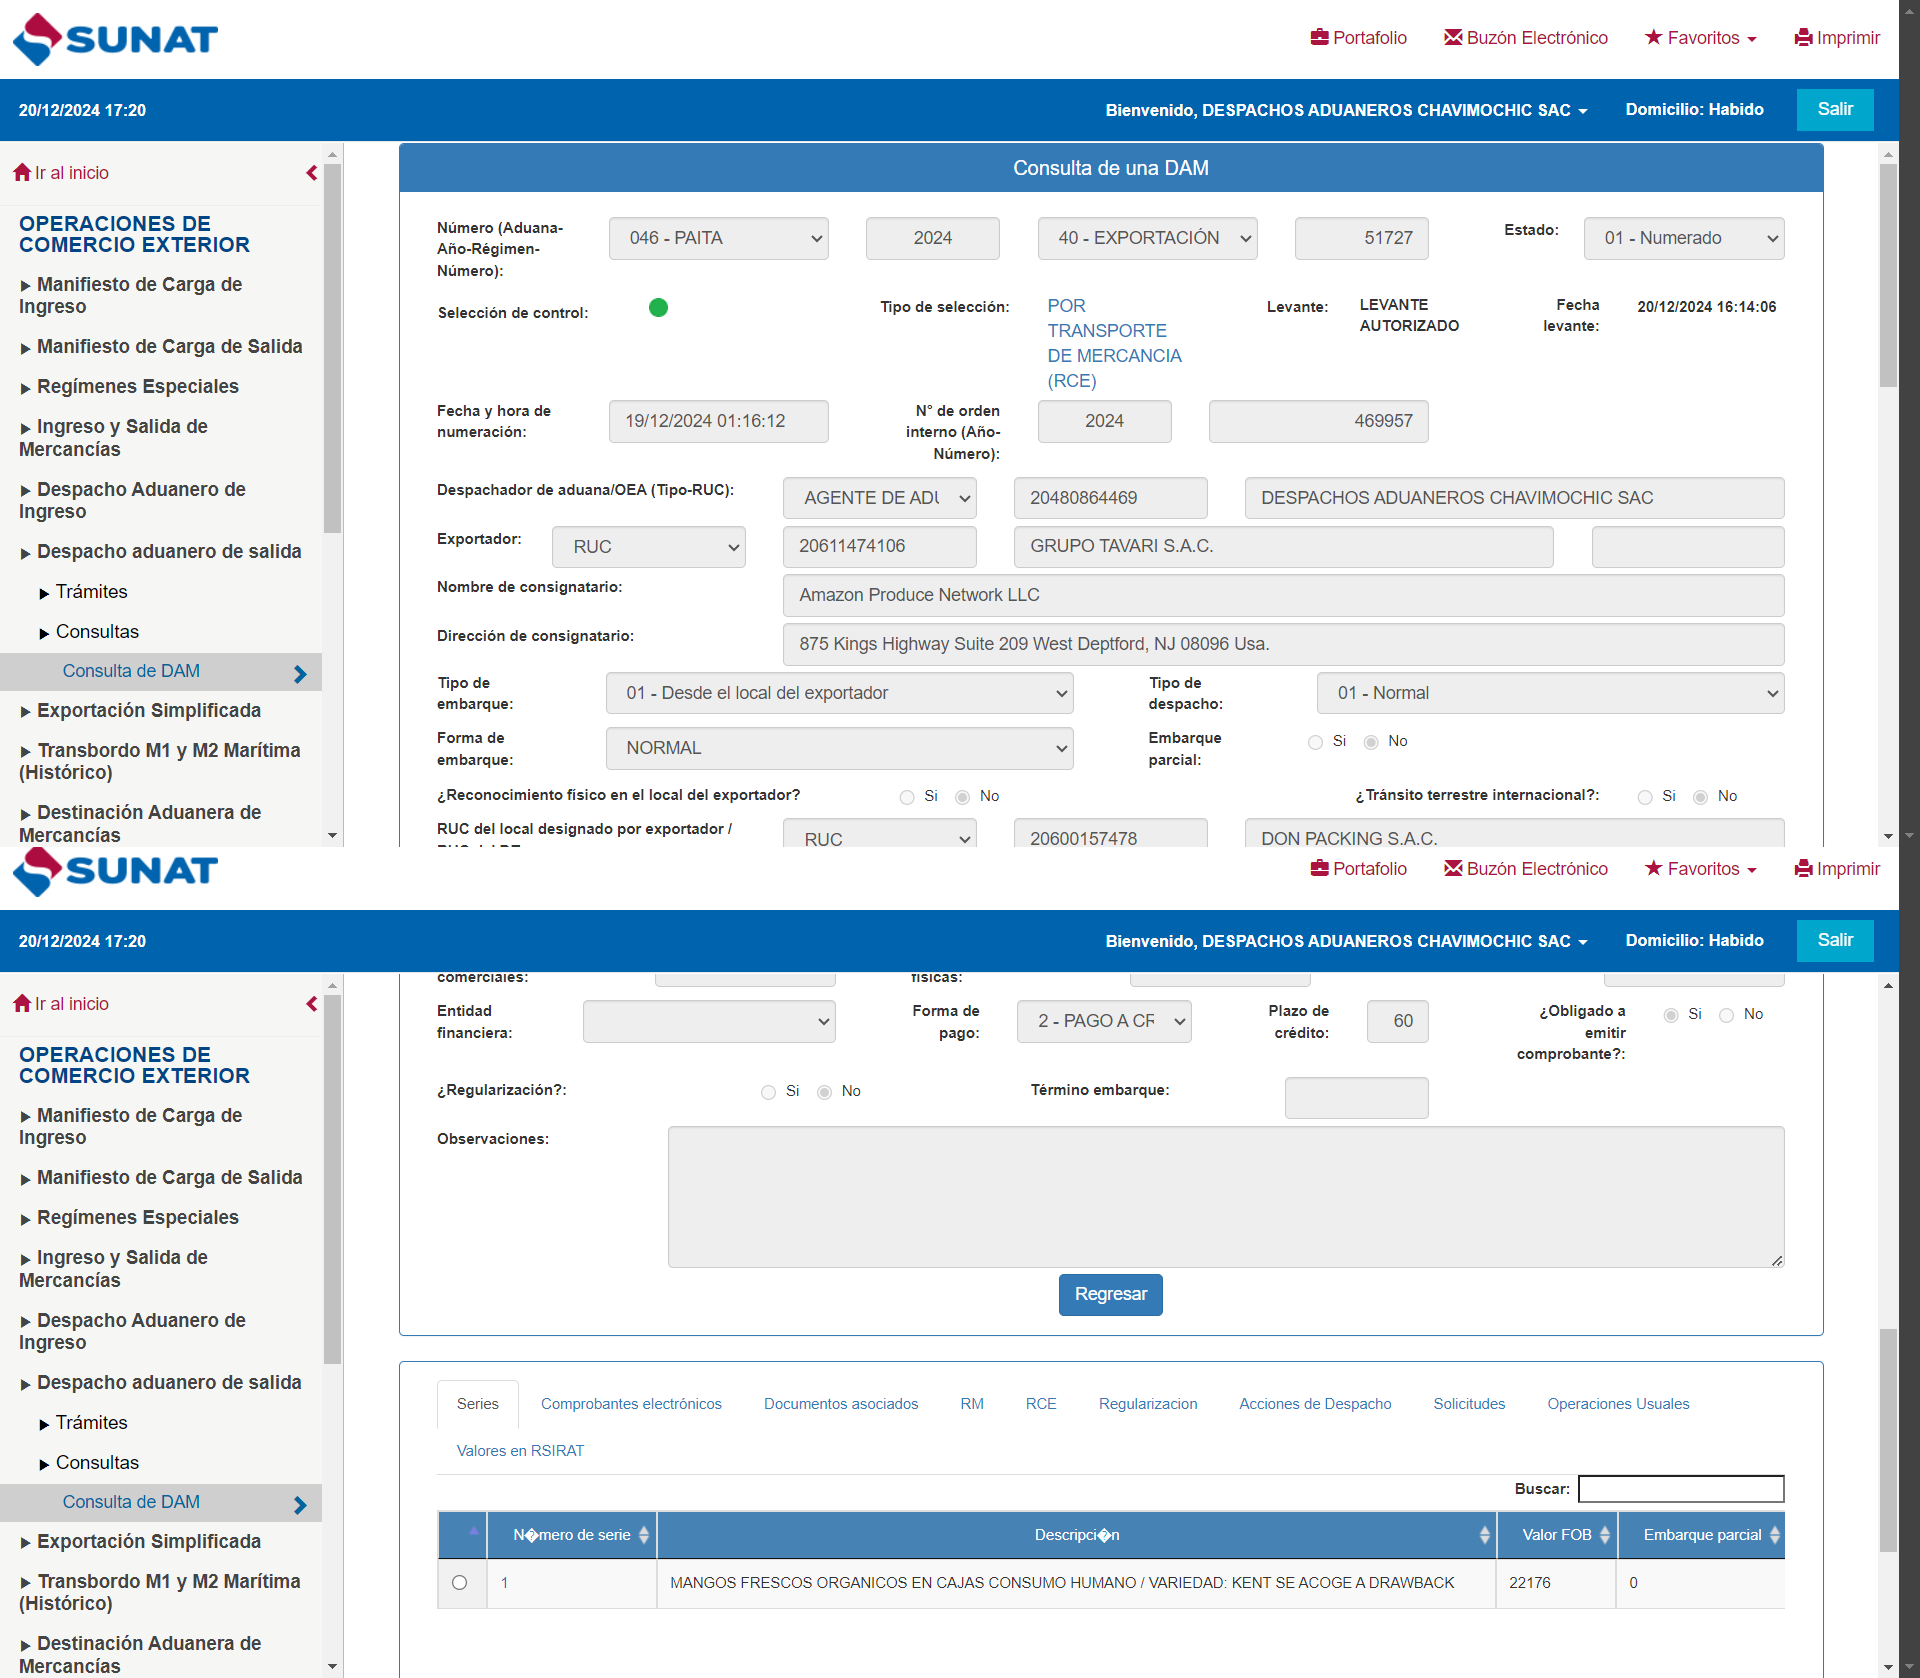 SUNAT
Portafolio Buzón Electrónico Favoritos Imprimir
20/12/2024 17:20 Bienvenido, DESPACHOS ADUANEROS CHAVIMOCHIC SAC Domicilio: Habido Salir
Ir al inicio
OPERACIONES DE
COMERCIO EXTERIOR
Manifiesto de Carga de
Ingreso
Manifiesto de Carga de Salida
Regímenes Especiales
Ingreso y Salida de
Mercancías
Despacho Aduanero de
Ingreso
Despacho aduanero de salida
Trámites
Consultas
Consulta de DAM
Exportación Simplificada
Transbordo M1 y M2 Marítima
(Histórico)
Destinación Aduanera de
Mercancías
Consulta de una DAM
Número (Aduana-
Año-Régimen-
Número):
046 - PAITA 2024 40 - EXPORTACIÓN 51727 Estado: 01 - Numerado
Selección de control: Tipo de selección:
POR
TRANSPORTE
DE MERCANCIA
(RCE)
Levante:
LEVANTE
AUTORIZADO
Fecha
levante:
20/12/2024 16:14:06
Fecha y hora de
numeración:
19/12/2024 01:16:12
N° de orden
interno (Año-
Número):
2024 469957
Despachador de aduana/OEA (Tipo-RUC): AGENTE DE ADU 20480864469 DESPACHOS ADUANEROS CHAVIMOCHIC SAC
Exportador: RUC 20611474106 GRUPO TAVARI S.A.C.
Nombre de consignatario: Amazon Produce Network LLC
Dirección de consignatario: 875 Kings Highway Suite 209 West Deptford, NJ 08096 Usa.
Tipo de
embarque:
01 - Desde el local del exportador
Tipo de
despacho:
01 - Normal
Forma de
embarque:
NORMAL
Embarque
parcial:
Si No
¿Reconocimiento físico en el local del exportador? Si No ¿Tránsito terrestre internacional?: Si No
RUC del local designado por exportador /
RUC 20600157478 DON PACKING S.A.C.
SUNAT
Portafolio Buzón Electrónico Favoritos Imprimir
20/12/2024 17:20 Bienvenido, DESPACHOS ADUANEROS CHAVIMOCHIC SAC Domicilio: Habido Salir
Ir al inicio
OPERACIONES DE
COMERCIO EXTERIOR
Manifiesto de Carga de
Ingreso
Manifiesto de Carga de Salida
Regímenes Especiales
Ingreso y Salida de
Mercancías
Despacho Aduanero de
Ingreso
Despacho aduanero de salida
Trámites
Consultas
Consulta de DAM
Exportación Simplificada
Transbordo M1 y M2 Marítima
(Histórico)
Destinación Aduanera de
Mercancías
comerciales: físicas:
Entidad
financiera:
Forma de
pago:
2 - PAGO A CR
Plazo de
crédito:
60
¿Obligado a
emitir
comprobante?:
Si No
¿Regularización?: Si No Término embarque:
Observaciones:
Regresar
Series Comprobantes electrónicos Documentos asociados RM RCE Regularizacion Acciones de Despacho Solicitudes Operaciones Usuales
Valores en RSIRAT
Buscar:
N�mero de serie Descripci�n Valor FOB Embarque parcial
1 MANGOS FRESCOS ORGANICOS EN CAJAS CONSUMO HUMANO / VARIEDAD: KENT SE ACOGE A DRAWBACK 22176 0